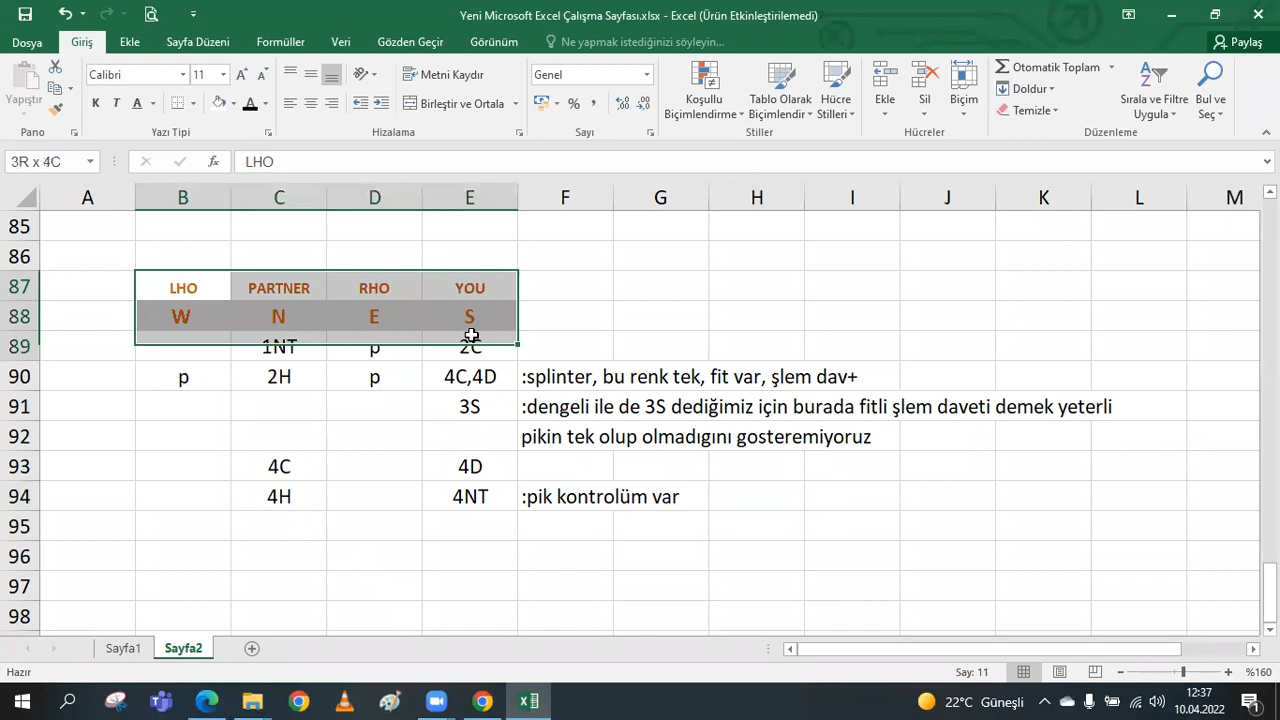 Yeni Microsoft Excel Çalışma Sayfası.xlsx - Excel (Ürün Etkinleştirilemedi)
Dosya Giriş Ekle Sayfa Düzeni Formüller Veri Gözden Geçir Görünüm Ne yapmak istediğinizi söyleyin... Paylaş
Yapıştır
Calibri 11
K T A
Metni Kaydır
Birleştir ve Ortala
Genel
Koşullu Biçimlendirme
Tablo Olarak Biçimlendir
Hücre Stilleri
Ekle Sil Biçim
Otomatik Toplam
Doldur
Temizle
Sırala ve Filtre Uygula
Bul ve Seç
Pano Yazı Tipi Hizalama Sayı Stiller Hücreler Düzenleme
3R x 4C fx LHO
A B C D E F G H I J K L M
85
86
87 LHO PARTNER RHO YOU
88 W N E S
89 1NT p 2C
90 p 2H p 4C,4D :splinter, bu renk tek, fit var, şlem dav+
91 3S :dengeli ile de 3S dediğimiz için burada fitli şlem daveti demek yeterli
92 pikin tek olup olmadıgını gosteremiyoruz
93 4C 4D
94 4H 4NT :pik kontrolüm var
95
96
97
98
Sayfa1 Sayfa2
Hazır Say: 11 %160
22°C Güneşli 12:37
10.04.2022 1